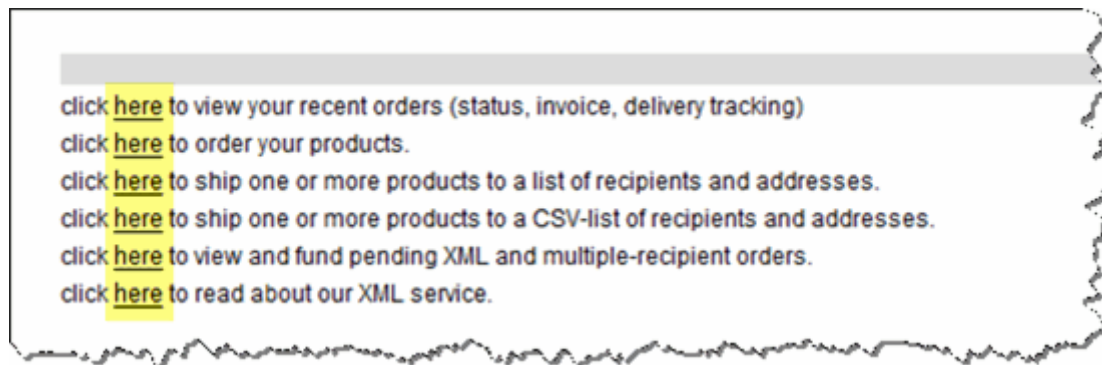 click here to view your recent orders (status, invoice, delivery tracking)
click here to order your products.
click here to ship one or more products to a list of recipients and addresses.
click here to ship one or more products to a CSV-list of recipients and addresses.
click here to view and fund pending XML and multiple-recipient orders.
click here to read about our XML service.